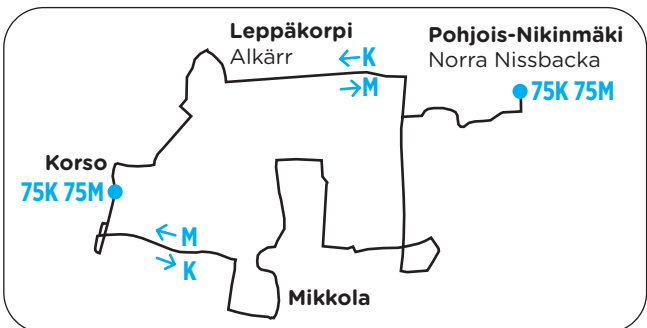 Leppäkorpi
Alkärr
←K
→M
Pohjois-Nikinmäki
Norra Nissbacka
75K 75M
Korso
75K 75M
←M
→K
Mikkola